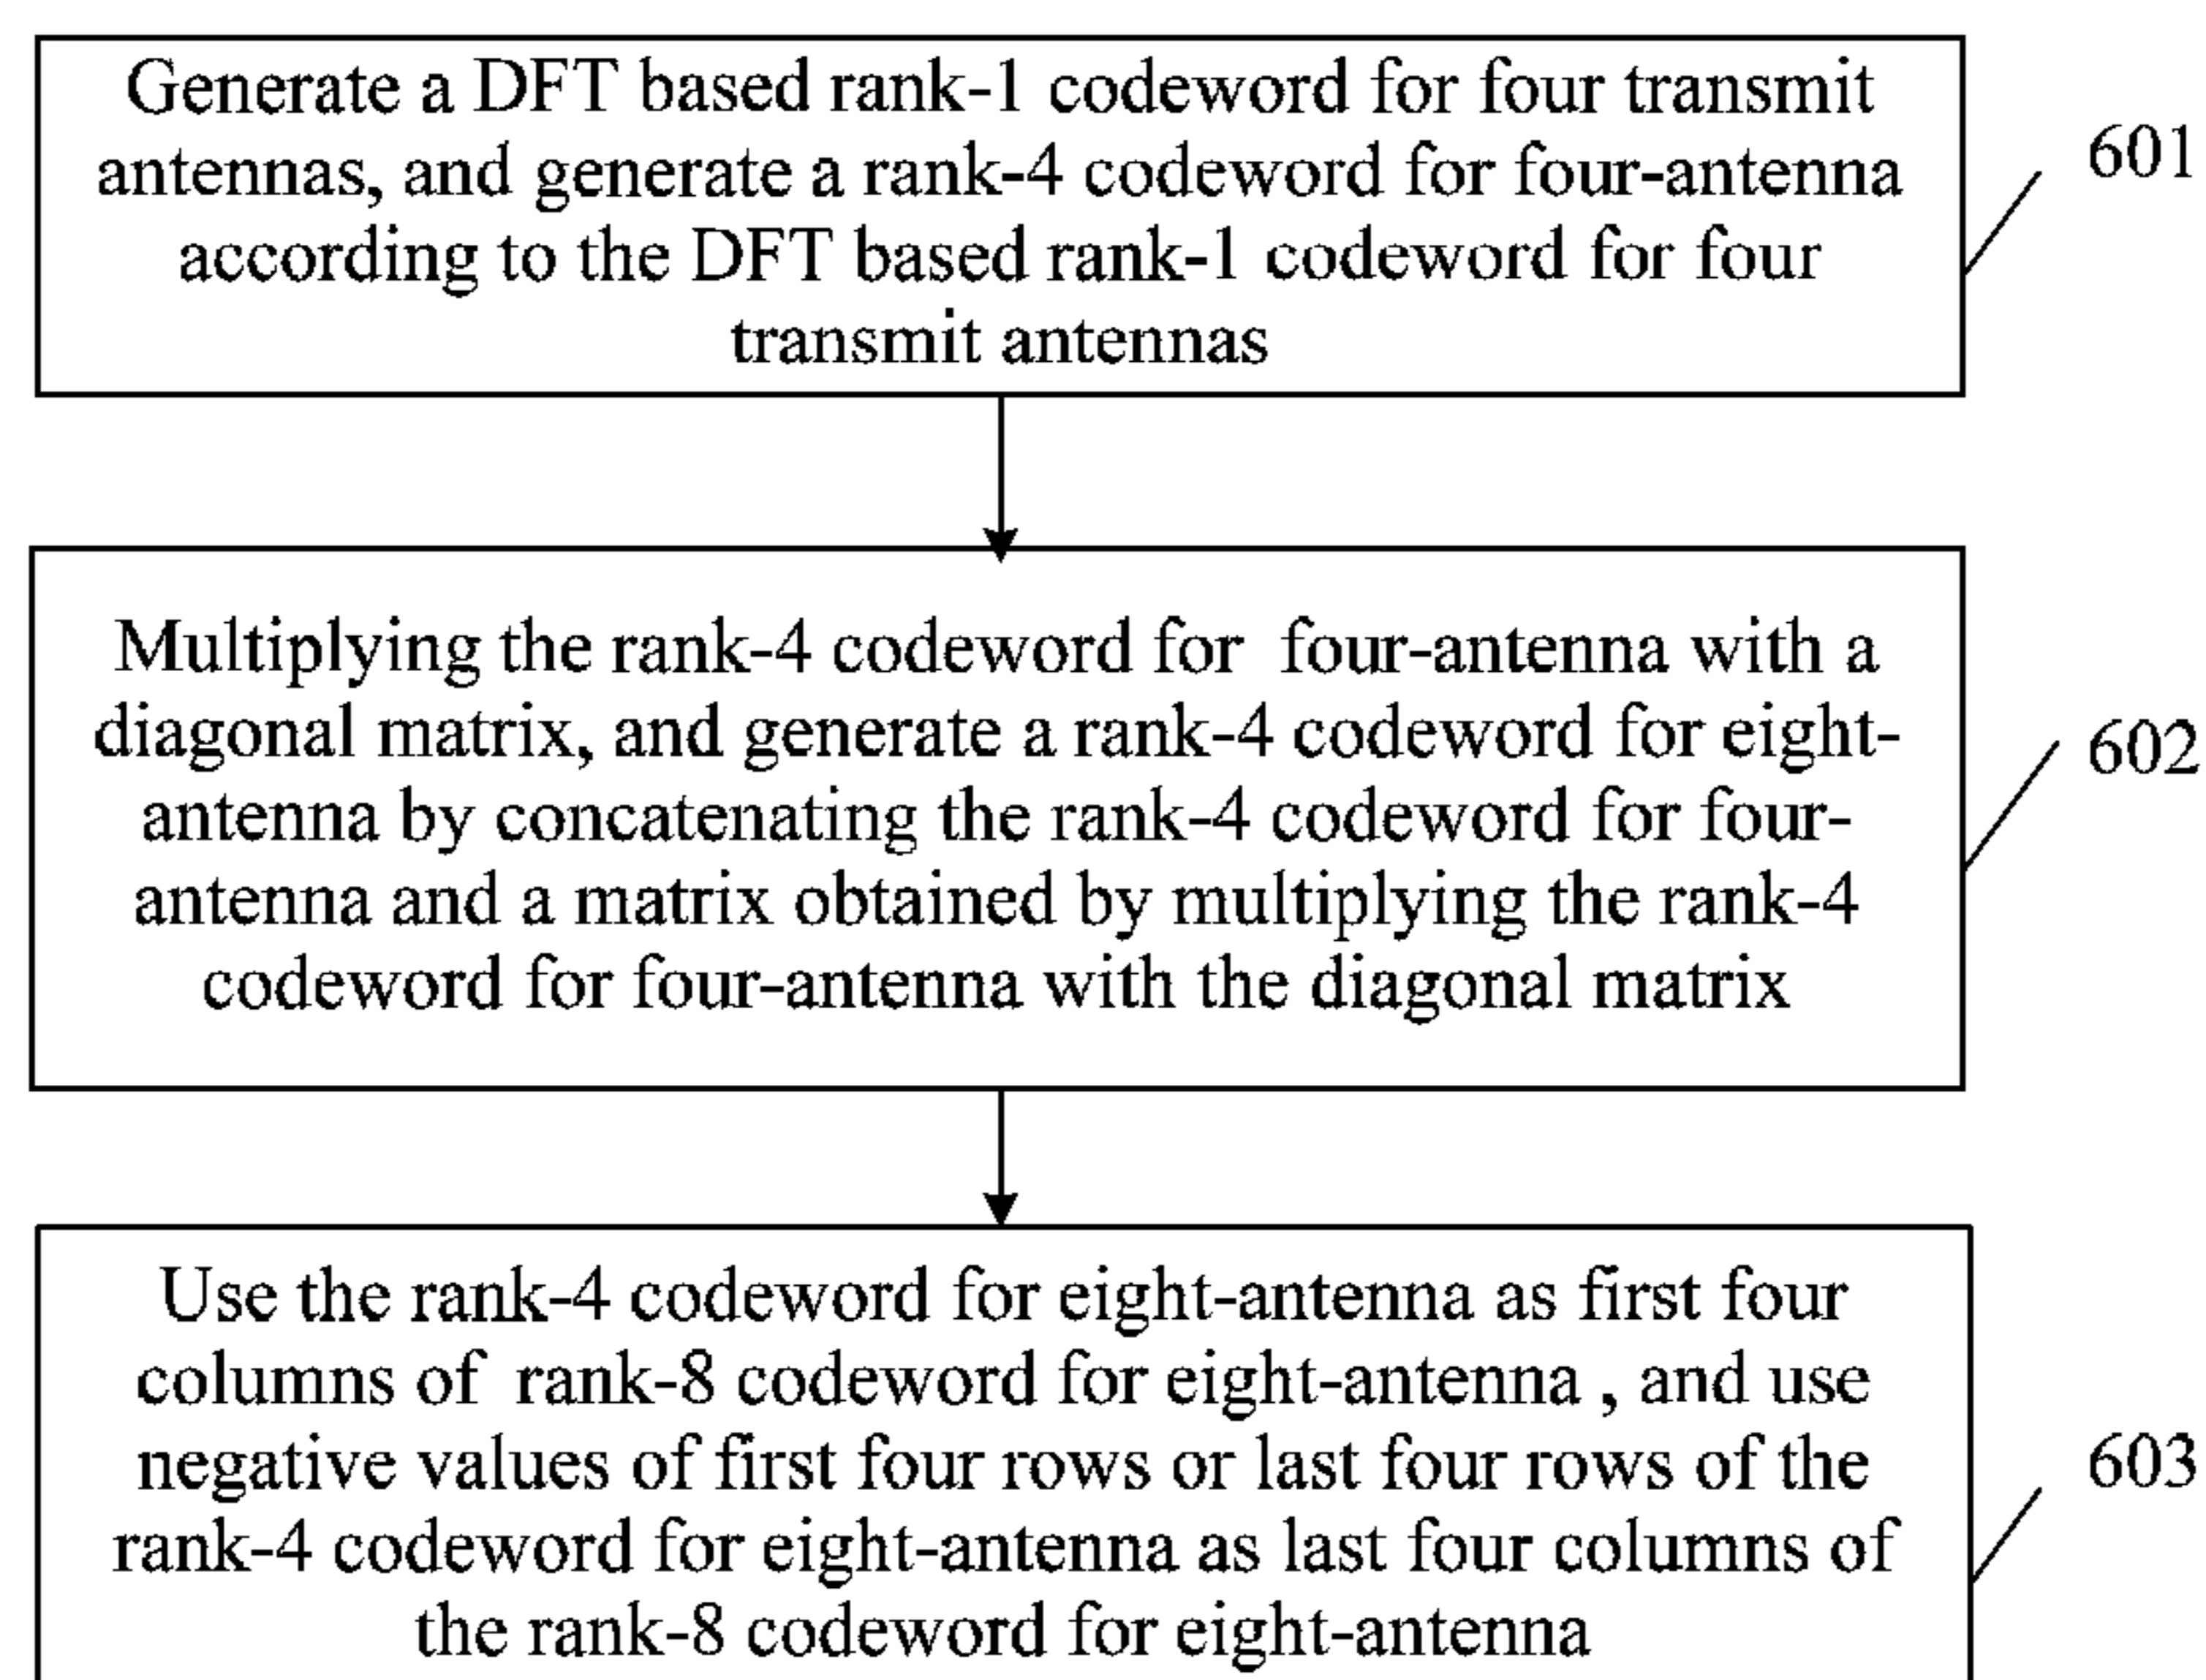 Generate a DFT based rank-1 codeword for four transmit
antennas, and generate a rank-4 codeword for four-antenna
according to the DFT based rank-1 codeword for four
transmit antennas
601
Multiplying the rank-4 codeword for four-antenna with a
diagonal matrix, and generate a rank-4 codeword for eight-
antenna by concatenating the rank-4 codeword for four-
antenna and a matrix obtained by multiplying the rank-4
codeword for four-antenna with the diagonal matrix
602
Use the rank-4 codeword for eight-antenna as first four
columns of rank-8 codeword for eight-antenna , and use
negative values of first four rows or last four rows of the
rank-4 codeword for eight-antenna as last four columns of
the rank-8 codeword for eight-antenna
603